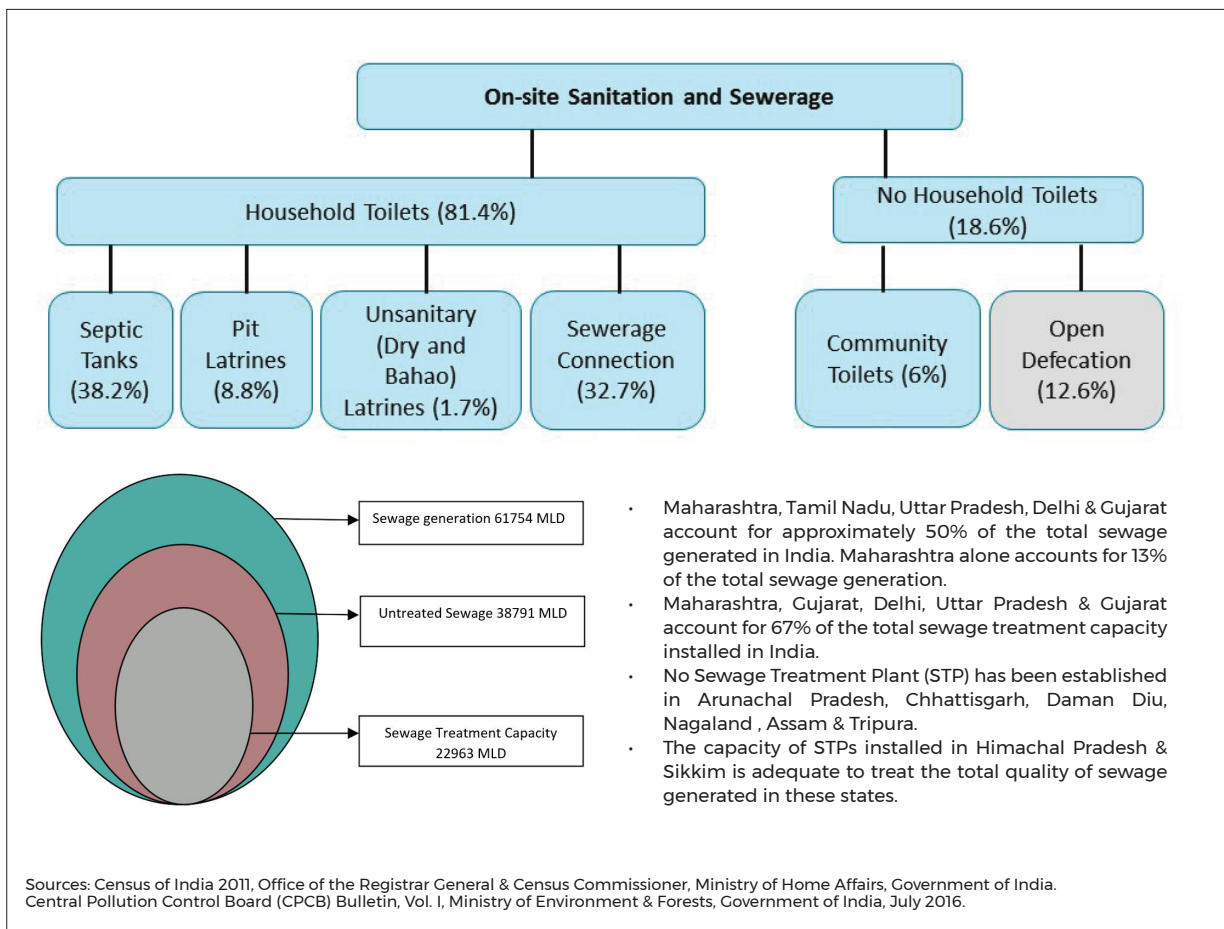 On-site Sanitation and Sewerage
Household Toilets (81.4%)
No Household Toilets
(18.6%)
Septic
Tanks
(38.2%)
Pit
Latrines
(8.8%)
Unsanitary
(Dry and
Bahao)
Latrines (1.7%)
Sewerage
Connection
(32.7%)
Community
Toilets (6%)
Open
Defecation
(12.6%)
Sewage generation 61754 MLD
Untreated Sewage 38791 MLD
Sewage Treatment Capacity
22963 MLD
• Maharashtra, Tamil Nadu, Uttar Pradesh, Delhi & Gujarat
account for approximately 50% of the total sewage
generated in India. Maharashtra alone accounts for 13%
of the total sewage generation.
• Maharashtra, Gujarat, Delhi, Uttar Pradesh & Gujarat
account for 67% of the total sewage treatment capacity
installed in India.
• No Sewage Treatment Plant (STP) has been established
in Arunachal Pradesh, Chhattisgarh, Daman Diu,
Nagaland , Assam & Tripura.
• The capacity of STPs installed in Himachal Pradesh &
Sikkim is adequate to treat the total quality of sewage
generated in these states.
Sources: Census of India 2011, Office of the Registrar General & Census Commissioner, Ministry of Home Affairs, Government of India.
Central Pollution Control Board (CPCB) Bulletin, Vol. I, Ministry of Environment & Forests, Government of India, July 2016.